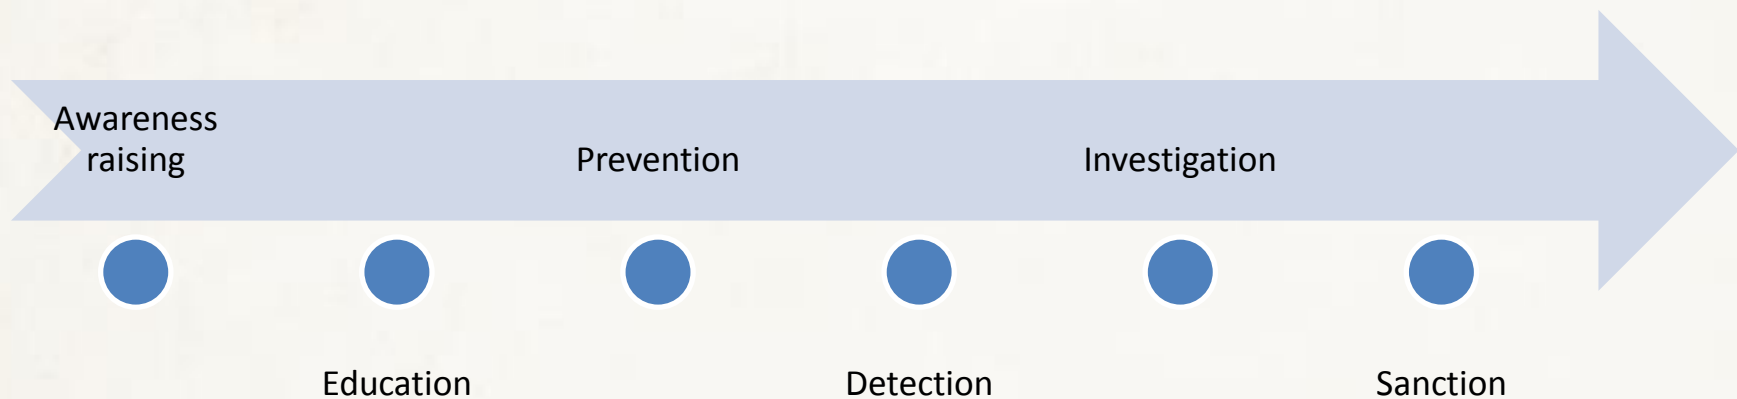 Awareness
raising
Prevention
Investigation
Education
Detection
Sanction